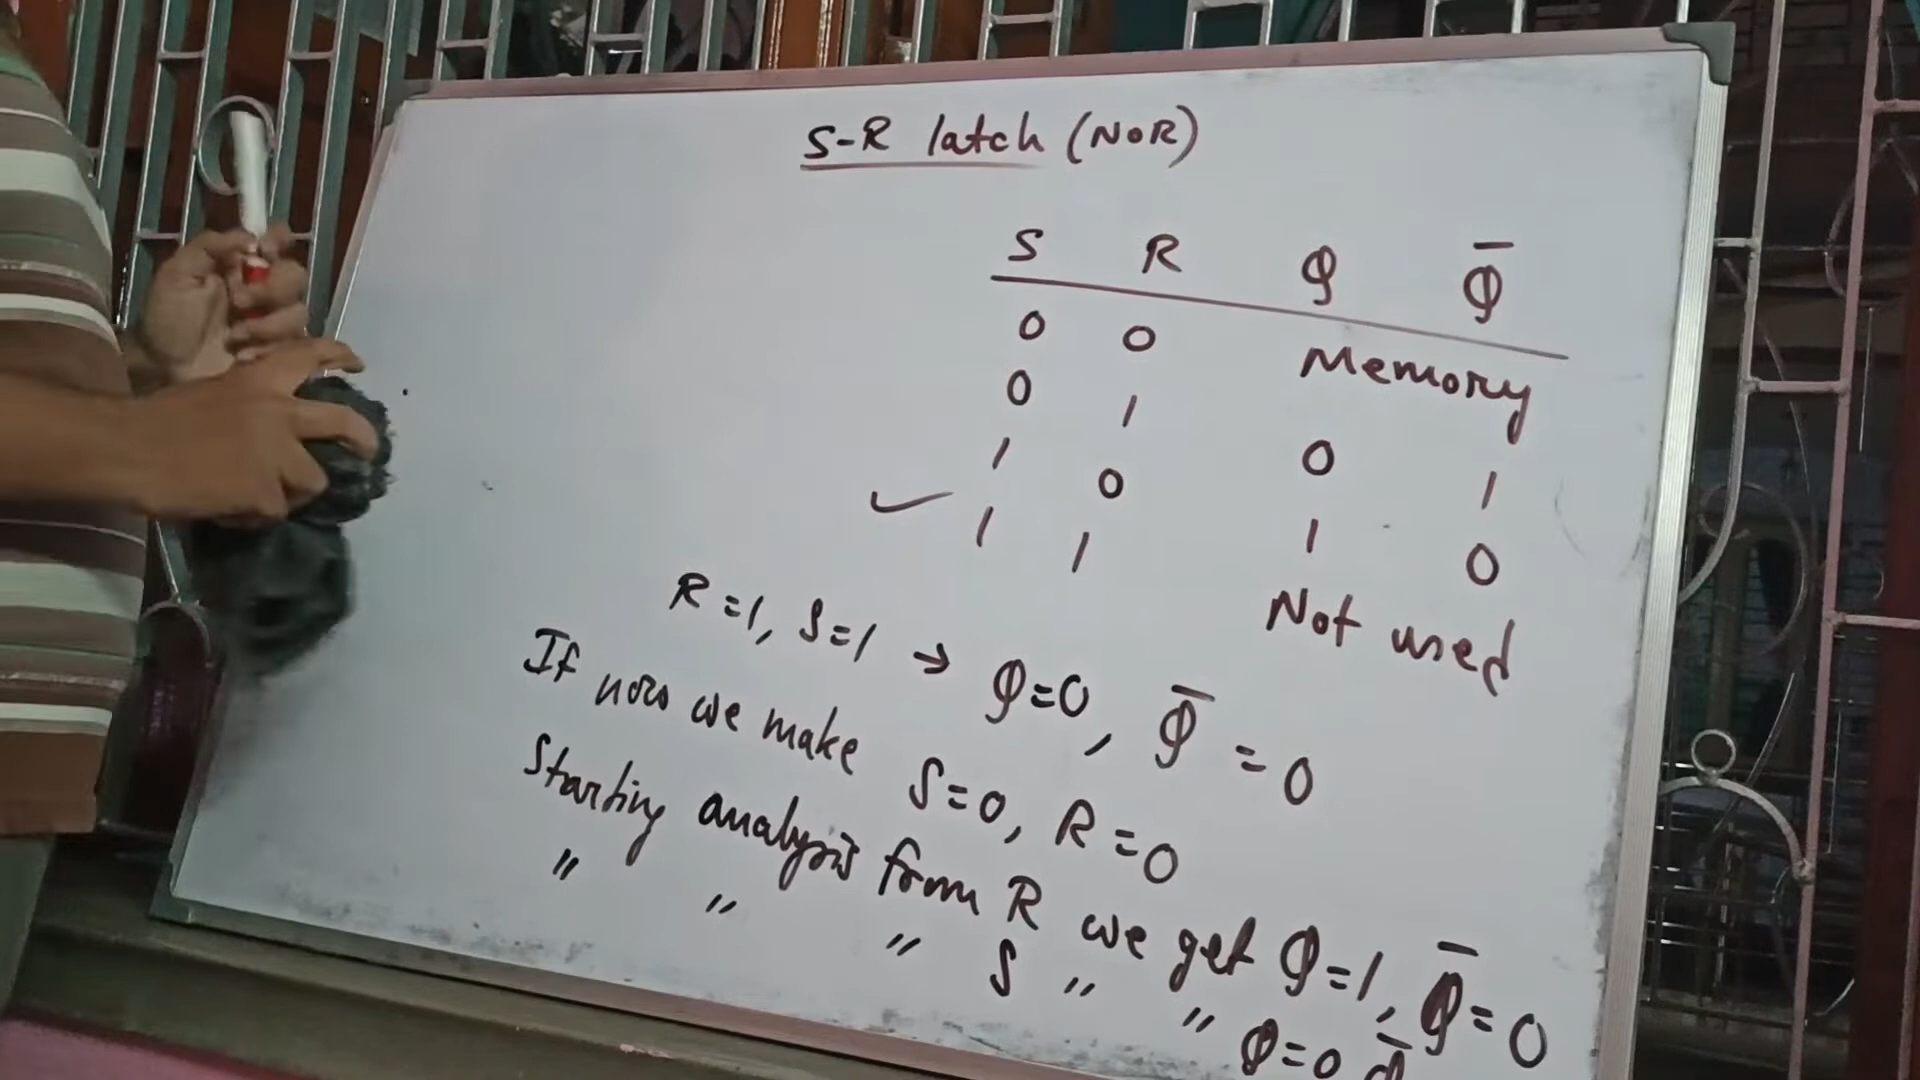 S-R latch (NOR)
S R Q Q̅
0 0 Memory
0 1 0 1
1 0 1 0
✓ 1 1 Not used
R=1, S=1 → Q=0, Q̅=0
If now we make S=0, R=0
Starting analysis from R we get Q=1, Q̅=0
" " " S " " Q=0